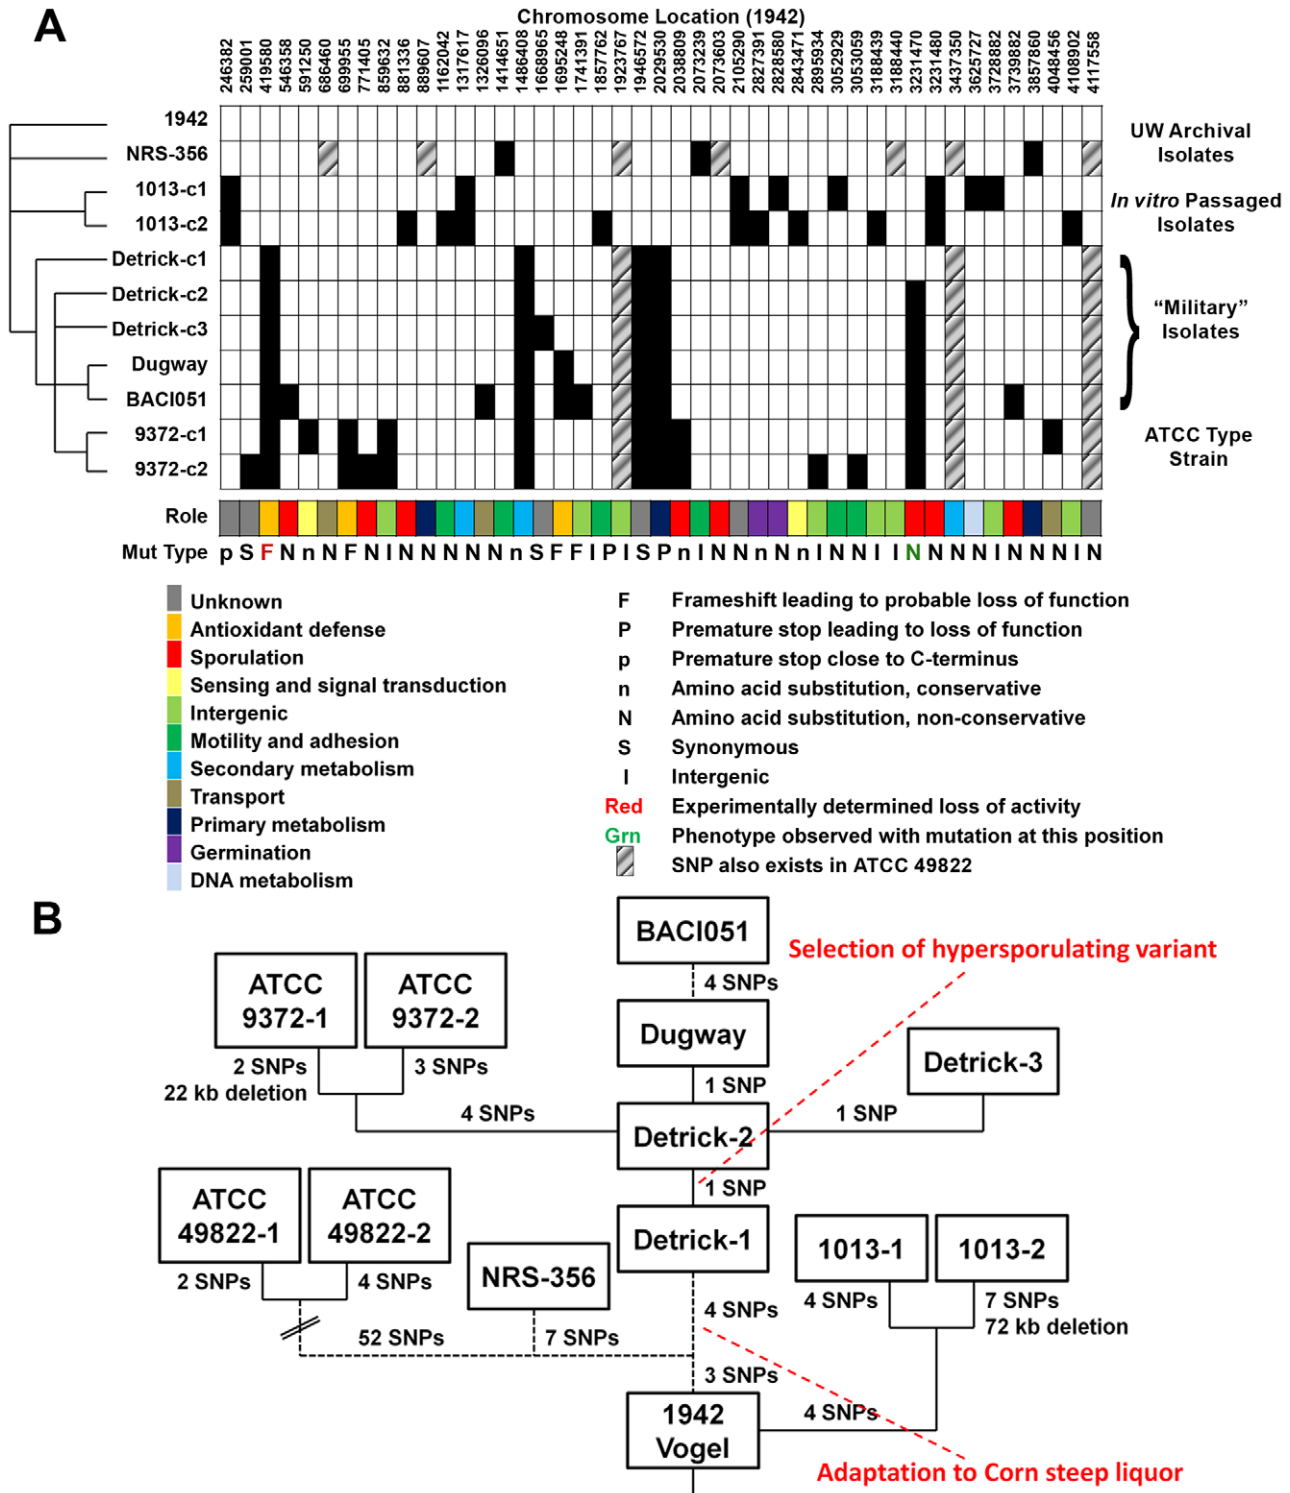 A
Chromosome Location (1942)
246382 259001 419580 546358 591250 686460 699955 771405 859632 881336 889607 1162042 1317617 1326096 1414651 1486408 1668965 1695248 1741391 1857762 1923767 1946572 2029530 2038809 2073239 2073603 2105290 2827391 2828580 2843471 2895934 3052929 3053059 3188439 3188440 3231470 3231480 3437350 3625727 3728882 3739882 3857860 4048456 4108902 4117558
1942
NRS-356
1013-c1
1013-c2
Detrick-c1
Detrick-c2
Detrick-c3
Dugway
BACI051
9372-c1
9372-c2
UW Archival
Isolates
In vitro Passaged
Isolates
“Military”
Isolates
ATCC Type
Strain
Role
Mut Type p S F N n N F N I N N N N N n S F F I P I S P n I N N n N n I N N I I N N N N I N N N I N
Unknown
Antioxidant defense
Sporulation
Sensing and signal transduction
Intergenic
Motility and adhesion
Secondary metabolism
Transport
Primary metabolism
Germination
DNA metabolism
F Frameshift leading to probable loss of function
P Premature stop leading to loss of function
p Premature stop close to C-terminus
n Amino acid substitution, conservative
N Amino acid substitution, non-conservative
S Synonymous
I Intergenic
Red Experimentally determined loss of activity
Grn Phenotype observed with mutation at this position
SNP also exists in ATCC 49822
B
BACI051
Selection of hypersporulating variant
4 SNPs
ATCC
9372-1
ATCC
9372-2
Dugway
Detrick-3
2 SNPs
22 kb deletion
3 SNPs
1 SNP
4 SNPs
Detrick-2
1 SNP
1 SNP
ATCC
49822-1
ATCC
49822-2
Detrick-1
NRS-356
1013-1
1013-2
2 SNPs
4 SNPs
4 SNPs
4 SNPs
7 SNPs
72 kb deletion
52 SNPs
7 SNPs
3 SNPs
1942
Vogel
4 SNPs
Adaptation to Corn steep liquor